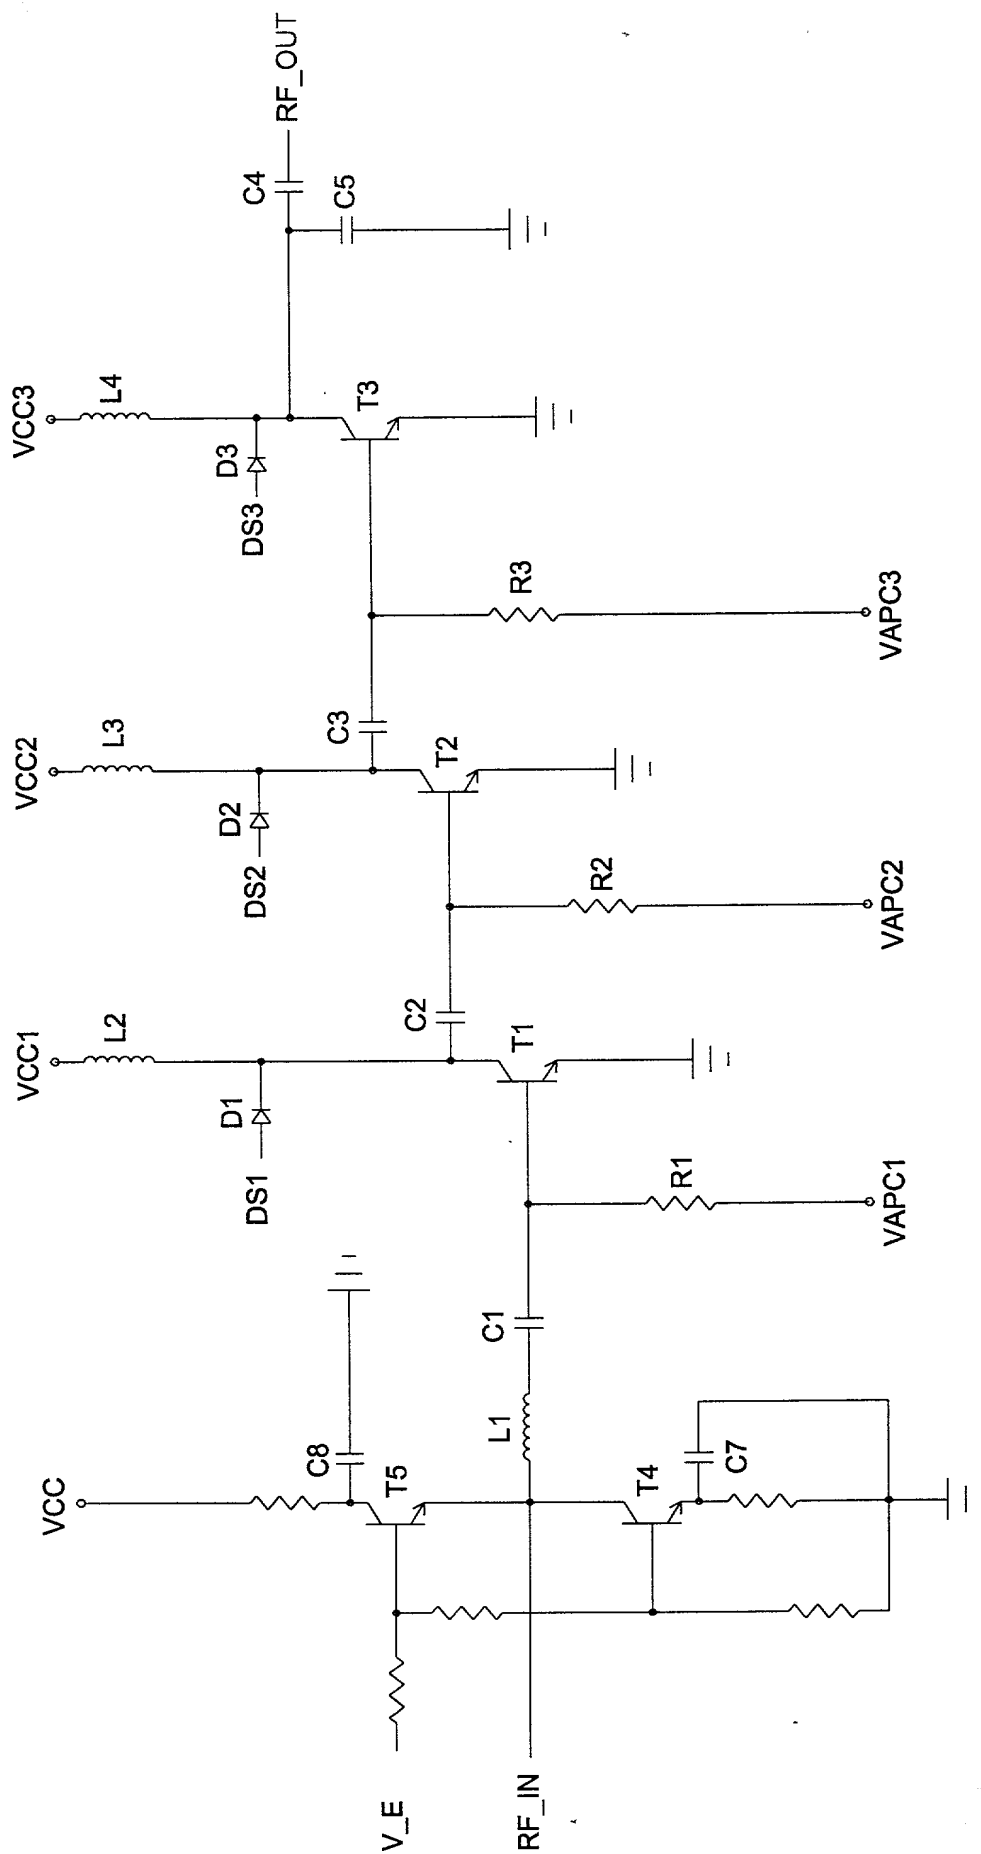 VCC
VCC1
VCC2
VCC3
L2
L3
L4
DS1
D1
DS2
D2
DS3
D3
C8
T5
V_E
RF_IN
L1
C1
T4
C7
R1
VAPC1
T1
C2
R2
VAPC2
T2
C3
R3
VAPC3
T3
C4
C5
RF_OUT